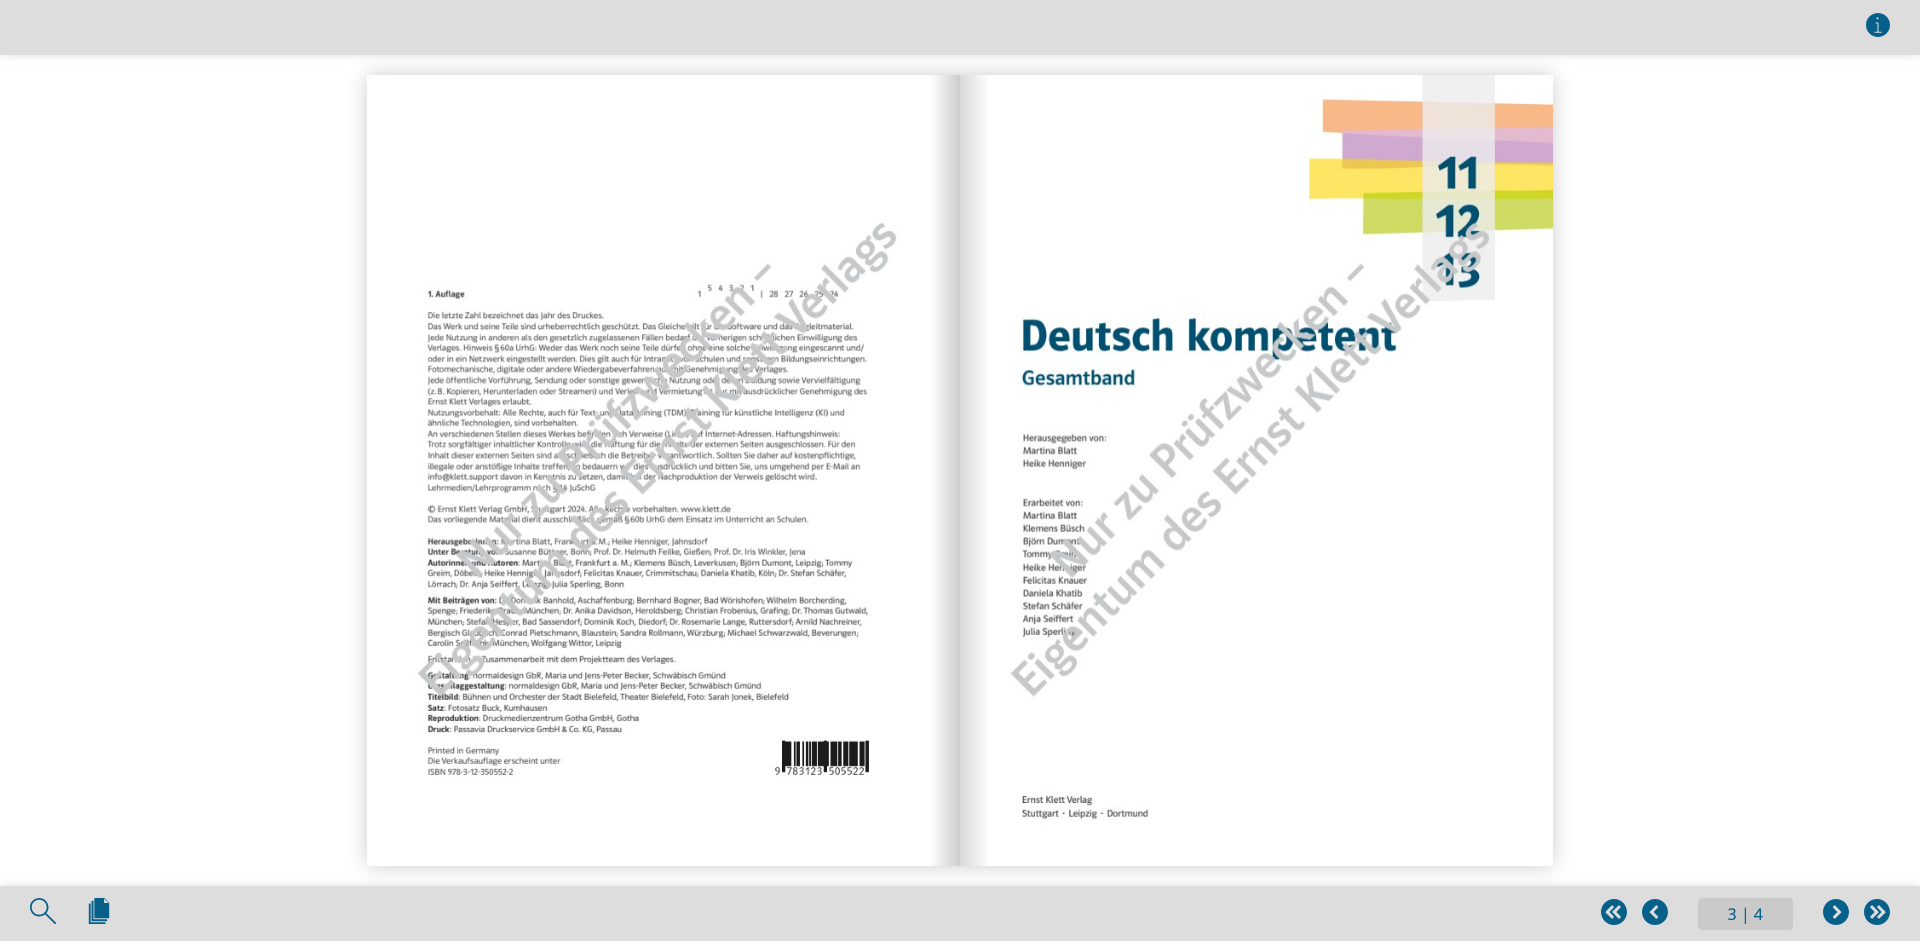 1. Auflage
1 5 4 3 2 1 | 28 27 26 25 24
Die letzte Zahl bezeichnet das Jahr des Druckes.
Das Werk und seine Teile sind urheberrechtlich geschützt. Das Gleiche gilt für die Software und das Begleitmaterial.
Jede Nutzung in anderen als den gesetzlich zugelassenen Fällen bedarf der vorherigen schriftlichen Einwilligung des
Verlages. Hinweis § 60a UrhG: Weder das Werk noch seine Teile dürfen ohne eine solche Einwilligung eingescannt und/
oder in ein Netzwerk eingestellt werden. Dies gilt auch für Intranets von Schulen und sonstigen Bildungseinrichtungen.
Fotomechanische, digitale oder andere Wiedergabeverfahren nur mit Genehmigung des Verlages.
Jede öffentliche Vorführung, Sendung oder sonstige gewerbliche Nutzung oder deren Duldung sowie Vervielfältigung
(z. B. Kopieren, Herunterladen oder Streamen) und Verleih und Vermietung ist nur mit ausdrücklicher Genehmigung des
Ernst Klett Verlages erlaubt.
Nutzungsvorbehalt: Alle Rechte, auch für Text- und Data-Mining (TDM), Training für künstliche Intelligenz (KI) und
ähnliche Technologien, sind vorbehalten.
An verschiedenen Stellen dieses Werkes befinden sich Verweise (Links) auf Internet-Adressen. Haftungshinweis:
Trotz sorgfältiger inhaltlicher Kontrolle wird die Haftung für die Inhalte der externen Seiten ausgeschlossen. Für den
Inhalt dieser externen Seiten sind ausschließlich die Betreiber verantwortlich. Sollten Sie daher auf kostenpflichtige,
illegale oder anstößige Inhalte treffen, so bedauern wir dies ausdrücklich und bitten Sie, uns umgehend per E-Mail an
info@klett.support davon in Kenntnis zu setzen, damit bei der Nachproduktion der Verweis gelöscht wird.
Lehrmedien/Lehrprogramm nach § 14 JuSchG
© Ernst Klett Verlag GmbH, Stuttgart 2024. Alle Rechte vorbehalten. www.klett.de
Das vorliegende Material dient ausschließlich gemäß § 60b UrhG dem Einsatz im Unterricht an Schulen.
Herausgeberinnen: Martina Blatt, Frankfurt a. M.; Heike Henniger, Jahnsdorf
Unter Beratung von: Susanne Büttner, Bonn; Prof. Dr. Helmuth Feilke, Gießen; Prof. Dr. Iris Winkler, Jena
Autorinnen und Autoren: Martina Blatt, Frankfurt a. M.; Klemens Büsch, Leverkusen; Björn Dumont, Leipzig; Tommy
Greim, Döbeln; Heike Henniger, Jahnsdorf; Felicitas Knauer, Crimmitschau; Daniela Khatib, Köln; Dr. Stefan Schäfer,
Lörrach; Dr. Anja Seiffert, Leipzig; Julia Sperling, Bonn
Mit Beiträgen von: Dr. Dominik Banhold, Aschaffenburg; Bernhard Bogner, Bad Wörishofen; Wilhelm Borcherding,
Spenge; Friederike Braun, München; Dr. Anika Davidson, Heroldsberg; Christian Frobenius, Grafing; Dr. Thomas Gutwald,
München; Stefan Hesper, Bad Sassendorf; Dominik Koch, Diedorf; Dr. Rosemarie Lange, Ruttersdorf; Arnild Nachreiner,
Bergisch Gladbach; Conrad Pietschmann, Blaustein; Sandra Rollmann, Würzburg; Michael Schwarzwald, Beverungen;
Carolin München; Wolfgang Wittor, Leipzig
Entstanden in Zusammenarbeit mit dem Projektteam des Verlages.
Gestaltung: normaldesign GbR, Maria und Jens-Peter Becker, Schwäbisch Gmünd
Umschlaggestaltung: normaldesign GbR, Maria und Jens-Peter Becker, Schwäbisch Gmünd
Titelbild: Bühnen und Orchester der Stadt Bielefeld, Theater Bielefeld, Foto: Sarah Jonek, Bielefeld
Satz: Fotosatz Buck, Kumhausen
Reproduktion: Druckmedienzentrum Gotha GmbH, Gotha
Druck: Passavia Druckservice GmbH & Co. KG, Passau
Printed in Germany
Die Verkaufsauflage erscheint unter
ISBN 978-3-12-350552-2
9 783123 505522
Nur zu Prüfzwecken –
Eigentum des Ernst Klett Verlags
11
12
13
Deutsch kompetent
Gesamtband
Herausgegeben von:
Martina Blatt
Heike Henniger
Erarbeitet von:
Martina Blatt
Klemens Büsch
Björn Dumont
Tommy Greim
Heike Henniger
Felicitas Knauer
Daniela Khatib
Stefan Schäfer
Anja Seiffert
Julia Sperling
Nur zu Prüfzwecken –
Eigentum des Ernst Klett Verlags
Ernst Klett Verlag
Stuttgart · Leipzig · Dortmund
3 | 4